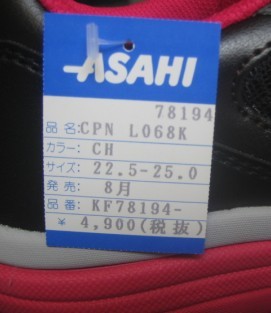 ASAHI
78194
品名:CPN L068K
カラー: CH
サイズ: 22.5-25.0
発売: 8月
品番: KF78194-
¥ 4,900(税抜)